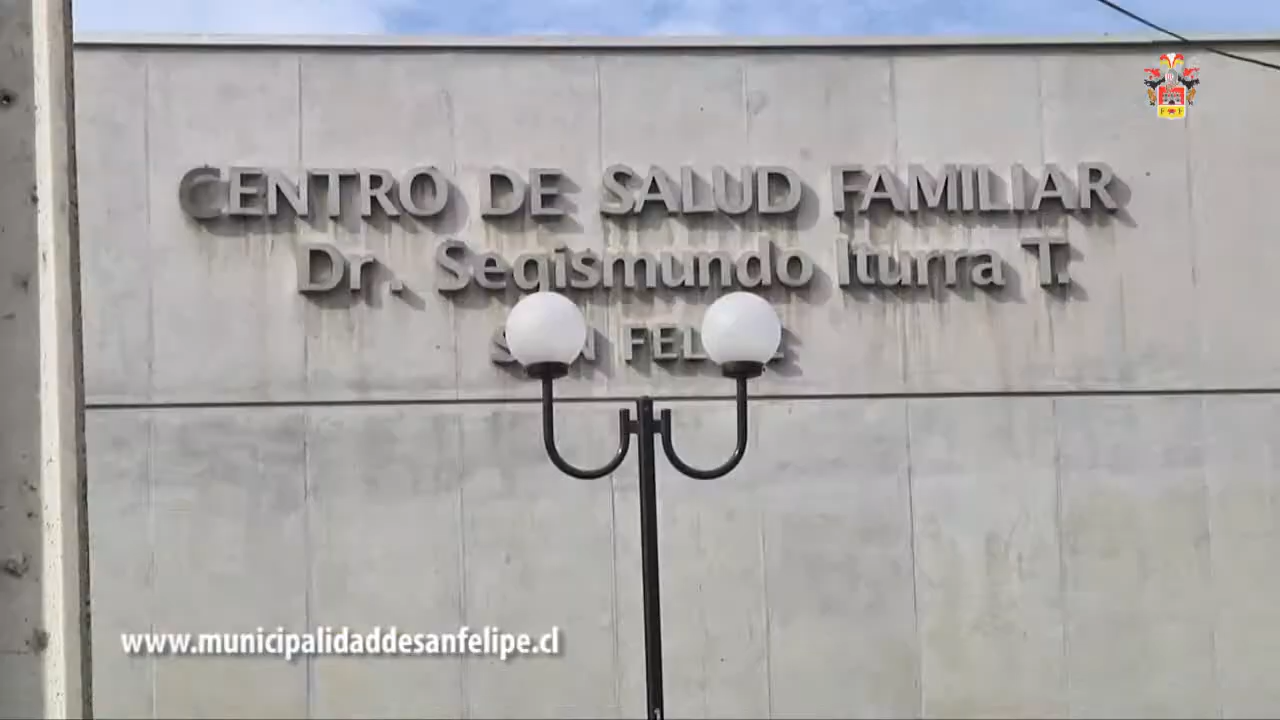 CENTRO DE SALUD FAMILIAR
Dr. Segismundo Iturra T.
www.municipalidaddesanfelipe.cl